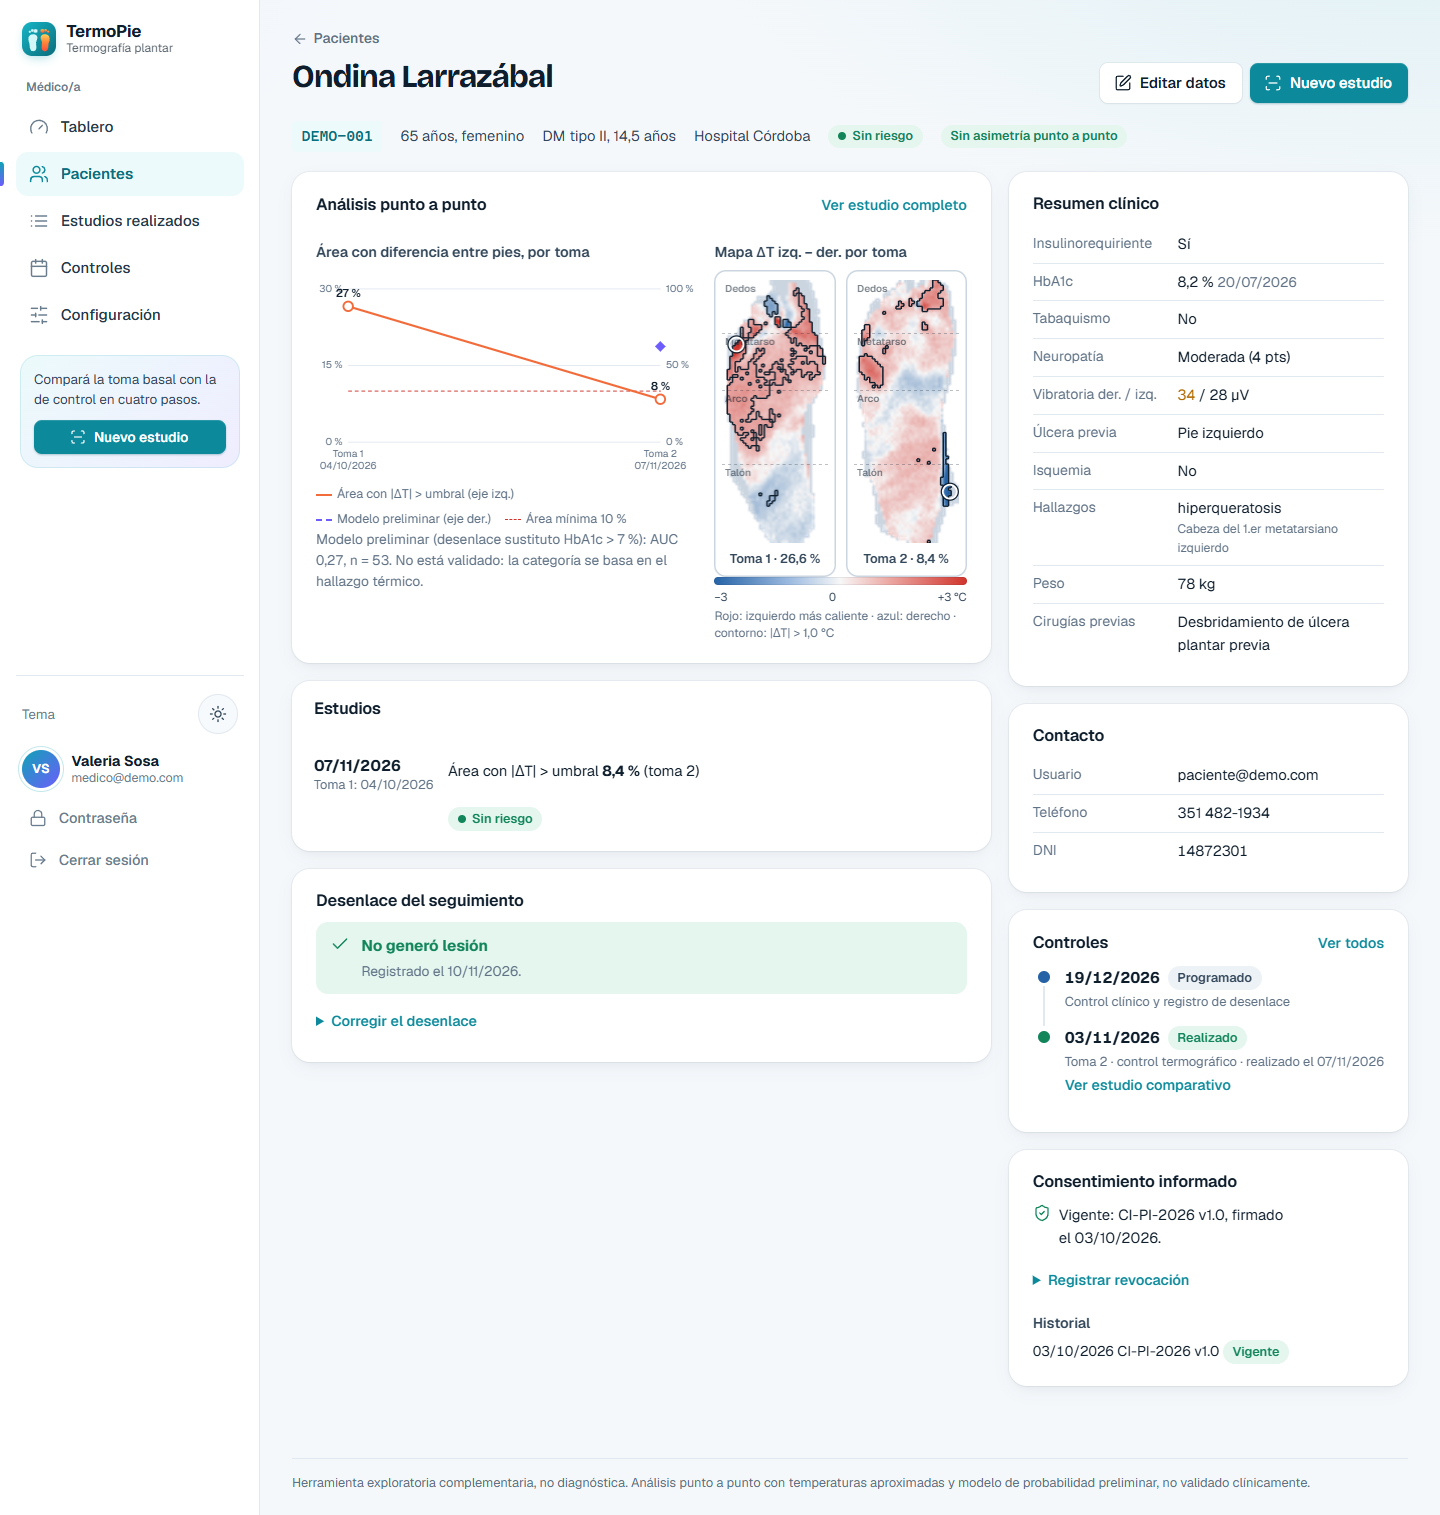 TermoPie
Termografía plantar
Médico/a
Tablero
Pacientes
Estudios realizados
Controles
Configuración
Compará la toma basal con la
de control en cuatro pasos.
Nuevo estudio
Tema
VS
Valeria Sosa
medico@demo.com
Contraseña
Cerrar sesión
Pacientes
Ondina Larrazábal
Editar datos
Nuevo estudio
DEMO-001
65 años, femenino
DM tipo II, 14,5 años
Hospital Córdoba
Sin riesgo
Sin asimetría punto a punto
Análisis punto a punto
Ver estudio completo
Área con diferencia entre pies, por toma
30 %
27 %
100 %
15 %
50 %
8 %
0 %
0 %
Toma 1
04/10/2026
Toma 2
07/11/2026
Área con |ΔT| > umbral (eje izq.)
Modelo preliminar (eje der.)
Área mínima 10 %
Modelo preliminar (desenlace sustituto HbA1c > 7 %): AUC
0,27, n = 53. No está validado: la categoría se basa en el
hallazgo térmico.
Mapa ΔT izq. – der. por toma
Dedos
Metatarso
Arco
Talón
Toma 1 · 26,6 %
Dedos
Metatarso
Arco
Talón
Toma 2 · 8,4 %
−3
0
+3 °C
Rojo: izquierdo más caliente · azul: derecho ·
contorno: |ΔT| > 1,0 °C
Estudios
07/11/2026
Toma 1: 04/10/2026
Área con |ΔT| > umbral 8,4 % (toma 2)
Sin riesgo
Desenlace del seguimiento
No generó lesión
Registrado el 10/11/2026.
Corregir el desenlace
Resumen clínico
Insulinorequiriente Sí
HbA1c 8,2 % 20/07/2026
Tabaquismo No
Neuropatía Moderada (4 pts)
Vibratoria der. / izq. 34 / 28 µV
Úlcera previa Pie izquierdo
Isquemia No
Hallazgos hiperqueratosis
Cabeza del 1.er metatarsiano
izquierdo
Peso 78 kg
Cirugías previas Desbridamiento de úlcera
plantar previa
Contacto
Usuario paciente@demo.com
Teléfono 351 482-1934
DNI 14872301
Controles
Ver todos
19/12/2026 Programado
Control clínico y registro de desenlace
03/11/2026 Realizado
Toma 2 · control termográfico · realizado el 07/11/2026
Ver estudio comparativo
Consentimiento informado
Vigente: CI-PI-2026 v1.0, firmado
el 03/10/2026.
Registrar revocación
Historial
03/10/2026 CI-PI-2026 v1.0 Vigente
Herramienta exploratoria complementaria, no diagnóstica. Análisis punto a punto con temperaturas aproximadas y modelo de probabilidad preliminar, no validado clínicamente.